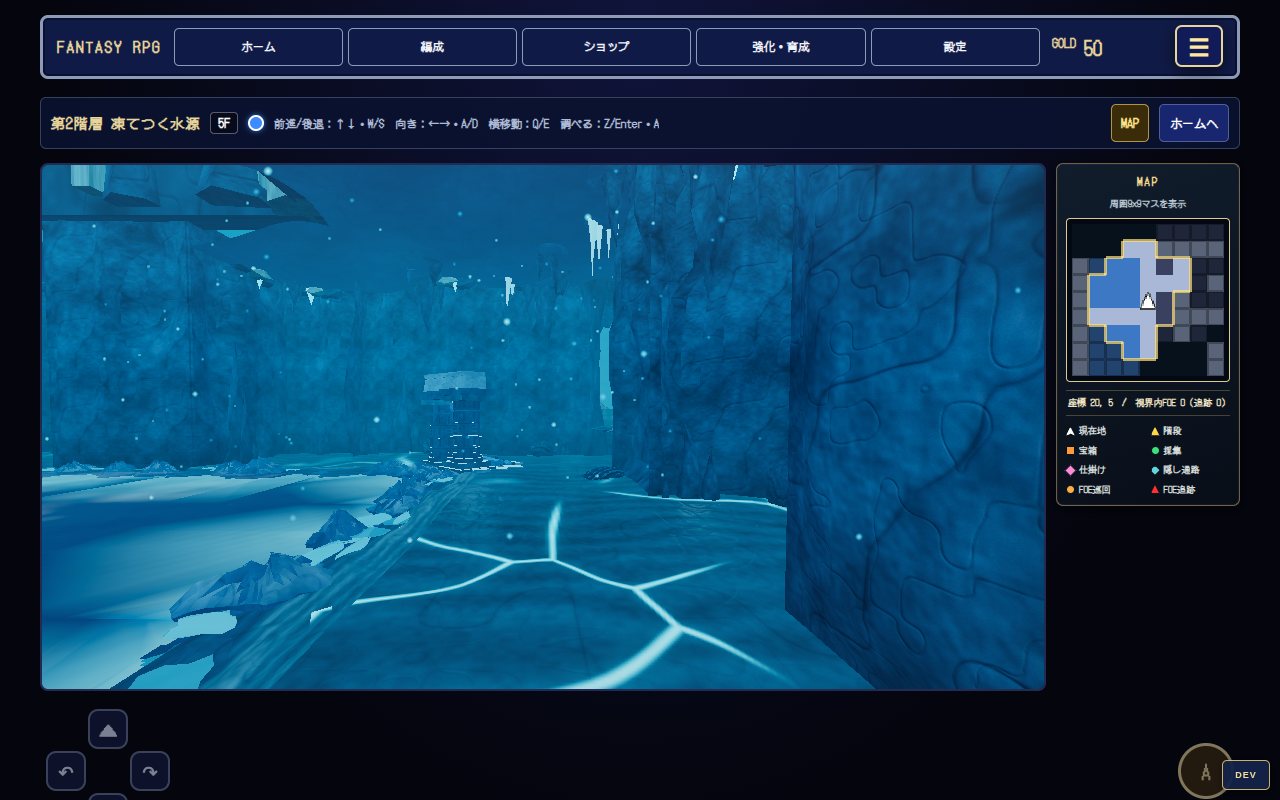 FANTASY RPG
ホーム
編成
ショップ
強化・育成
設定
GOLD 50
第2階層 凍てつく水源 5F 前進/後退：↑↓・W/S 向き：←→・A/D 横移動：Q/E 調べる：Z/Enter・A
MAP
ホームへ
MAP
周囲9x9マスを表示
座標 20, 5 / 視界内FOE 0 (追跡 0)
現在地
階段
宝箱
採集
仕掛け
隠し通路
FOE巡回
FOE追跡
A
DEV